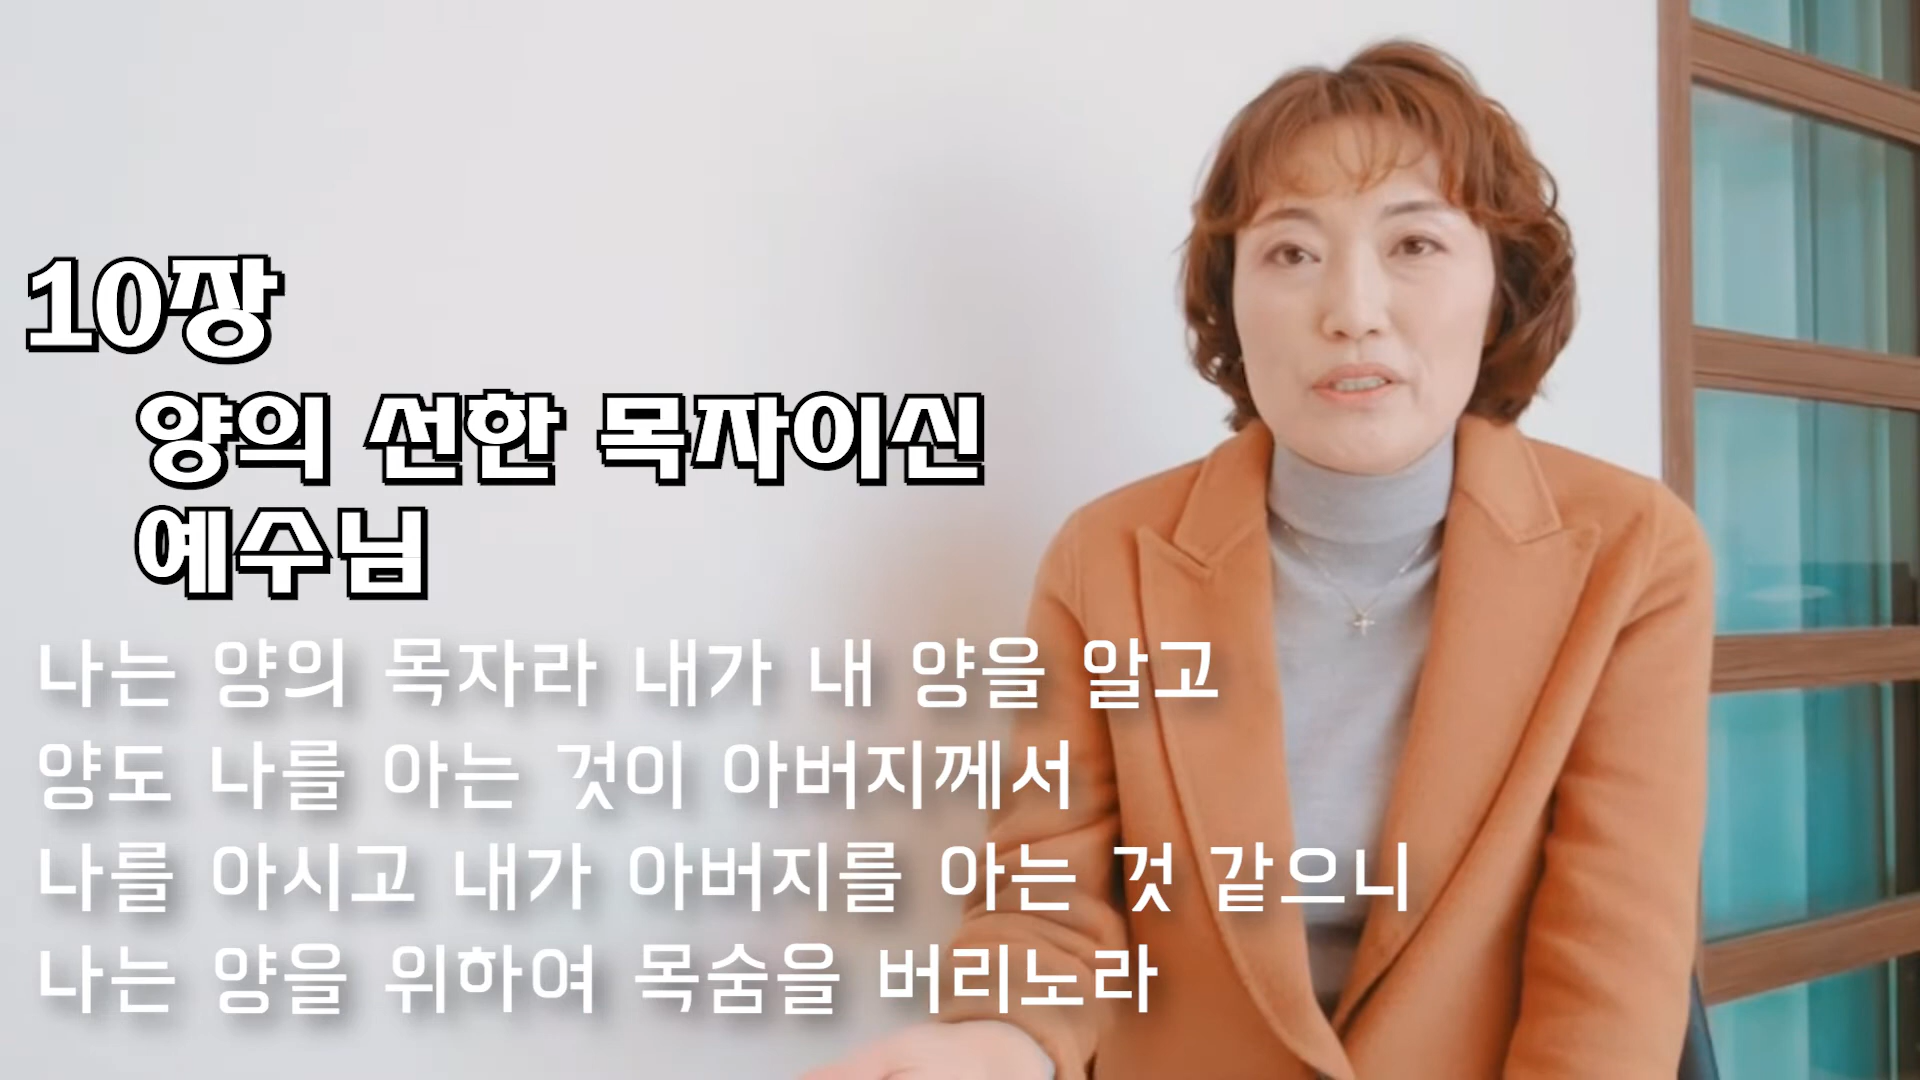 10장
양의 선한 목자이신
예수님
나는 양의 목자라 내가 내 양을 알고
양도 나를 아는 것이 아버지께서
나를 아시고 내가 아버지를 아는 것 같으니
나는 양을 위하여 목숨을 버리노라